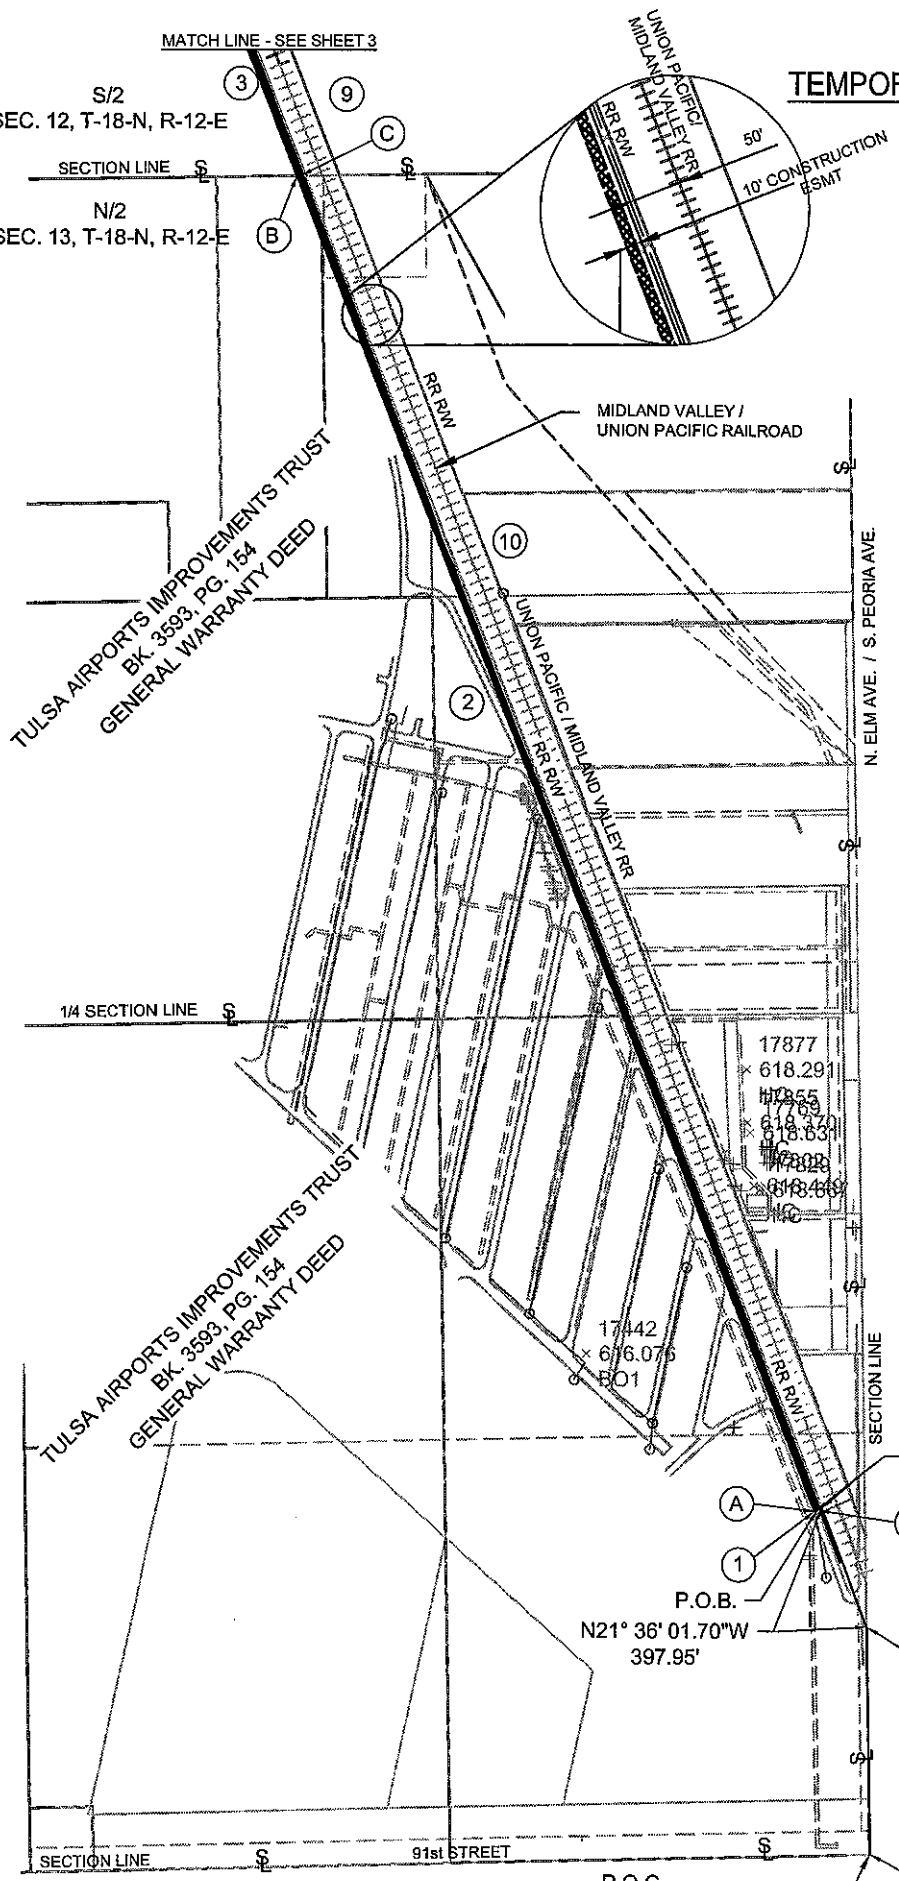 MATCH LINE - SEE SHEET 3
TEMPOR
S/2
SEC. 12, T-18-N, R-12-E
3
9
C
SECTION LINE
N/2
SEC. 13, T-18-N, R-12-E
B
UNION PACIFIC/
MIDLAND VALLEY RR
RR R/W
50'
10' CONSTRUCTION
ESMT
RR R/W
MIDLAND VALLEY /
UNION PACIFIC RAILROAD
TULSA AIRPORTS IMPROVEMENTS TRUST
BK. 3593, PG. 154
GENERAL WARRANTY DEED
10
N. ELM AVE. / S. PEORIA AVE.
UNION PACIFIC / MIDLAND VALLEY RR
2
RR R/W
1/4 SECTION LINE
17877
618.291
618.370
618.631
TULSA AIRPORTS IMPROVEMENTS TRUST
BK. 3593, PG. 154
GENERAL WARRANTY DEED
17442
616.076
BO1
RR R/W
SECTION LINE
A
1
P.O.B.
N21° 36' 01.70"W
397.95'
SECTION LINE
91st STREET
P.O.C.